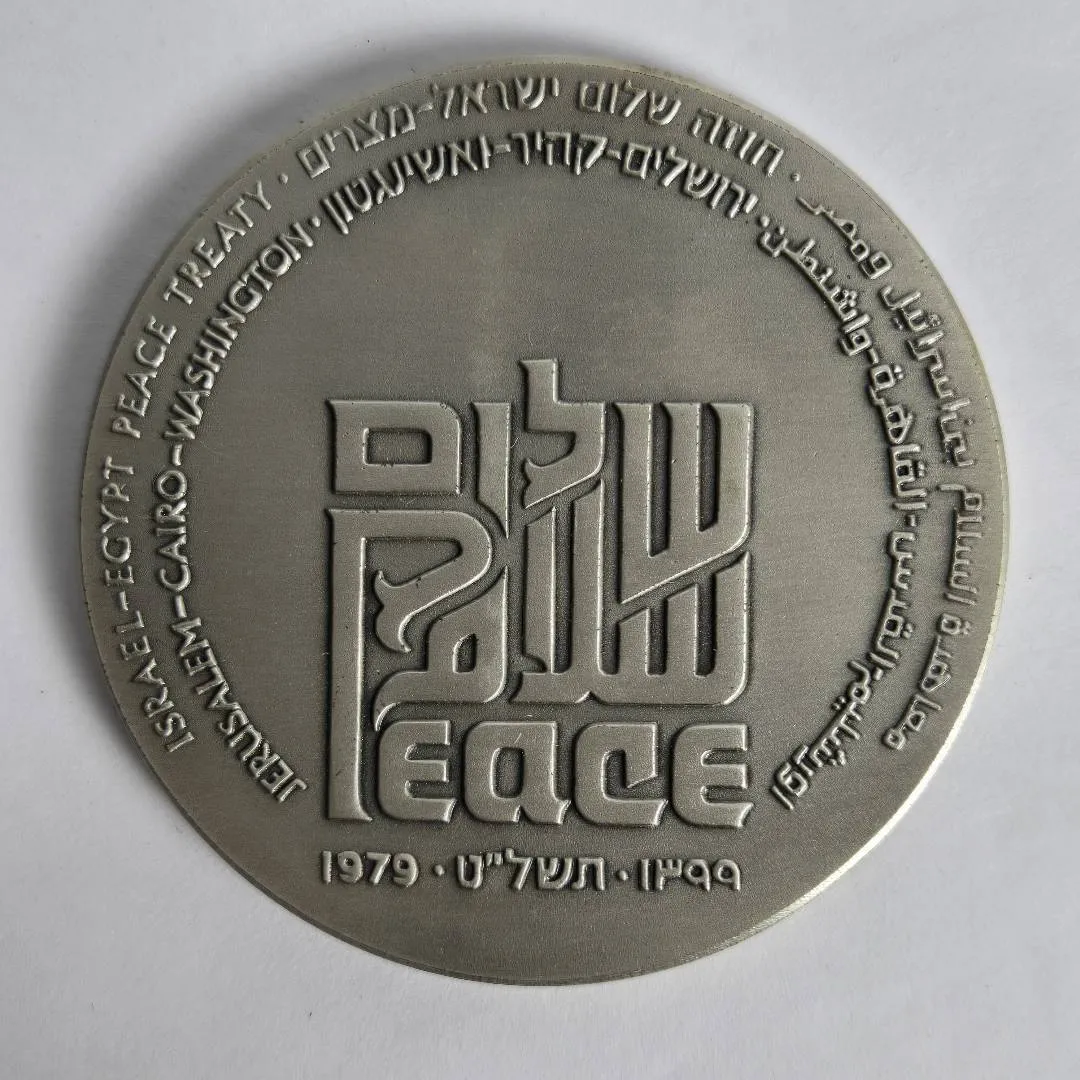 ISRAEL-EGYPT PEACE TREATY · חוזה שלום ישראל-מצרים · معاهدة السلام بين اسرائيل ومصر
JERUSALEM-CAIRO-WASHINGTON · ירושלים-קהיר-ואשינגטון · القدس-القاهرة-واشنطن
שלום
سلام
PEACE
1979 · תשל"ט · ١٣٩٩